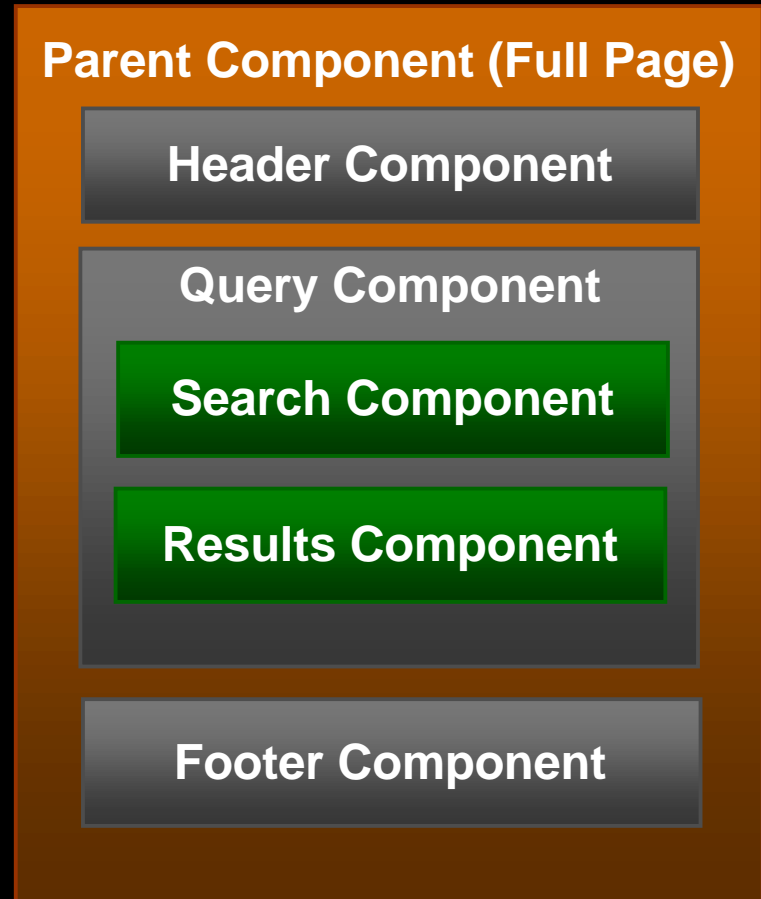 Parent Component (Full Page)
Header Component
Query Component
Search Component
Results Component
Footer Component